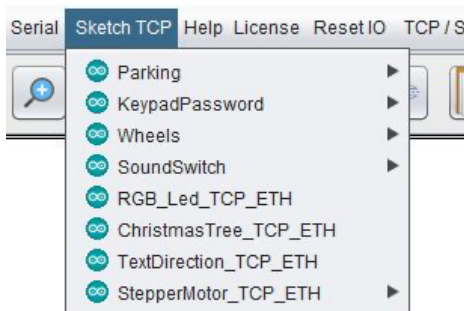 Serial Sketch TCP Help License Reset IO TCP / S
Parking
KeypadPassword
Wheels
SoundSwitch
RGB_Led_TCP_ETH
ChristmasTree_TCP_ETH
TextDirection_TCP_ETH
StepperMotor_TCP_ETH